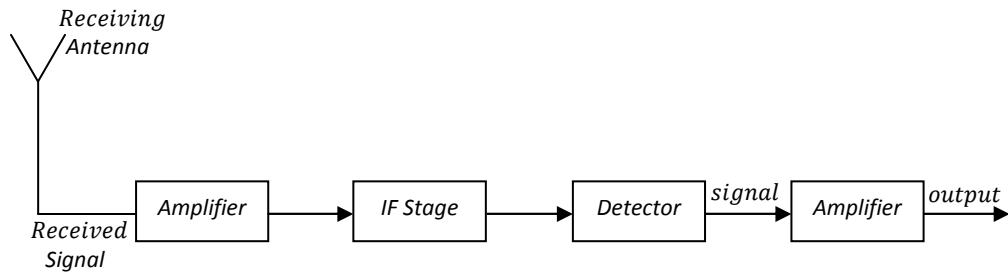 Receiving
Antenna
Amplifier
IF Stage
Detector
signal
Amplifier
output
Received
Signal